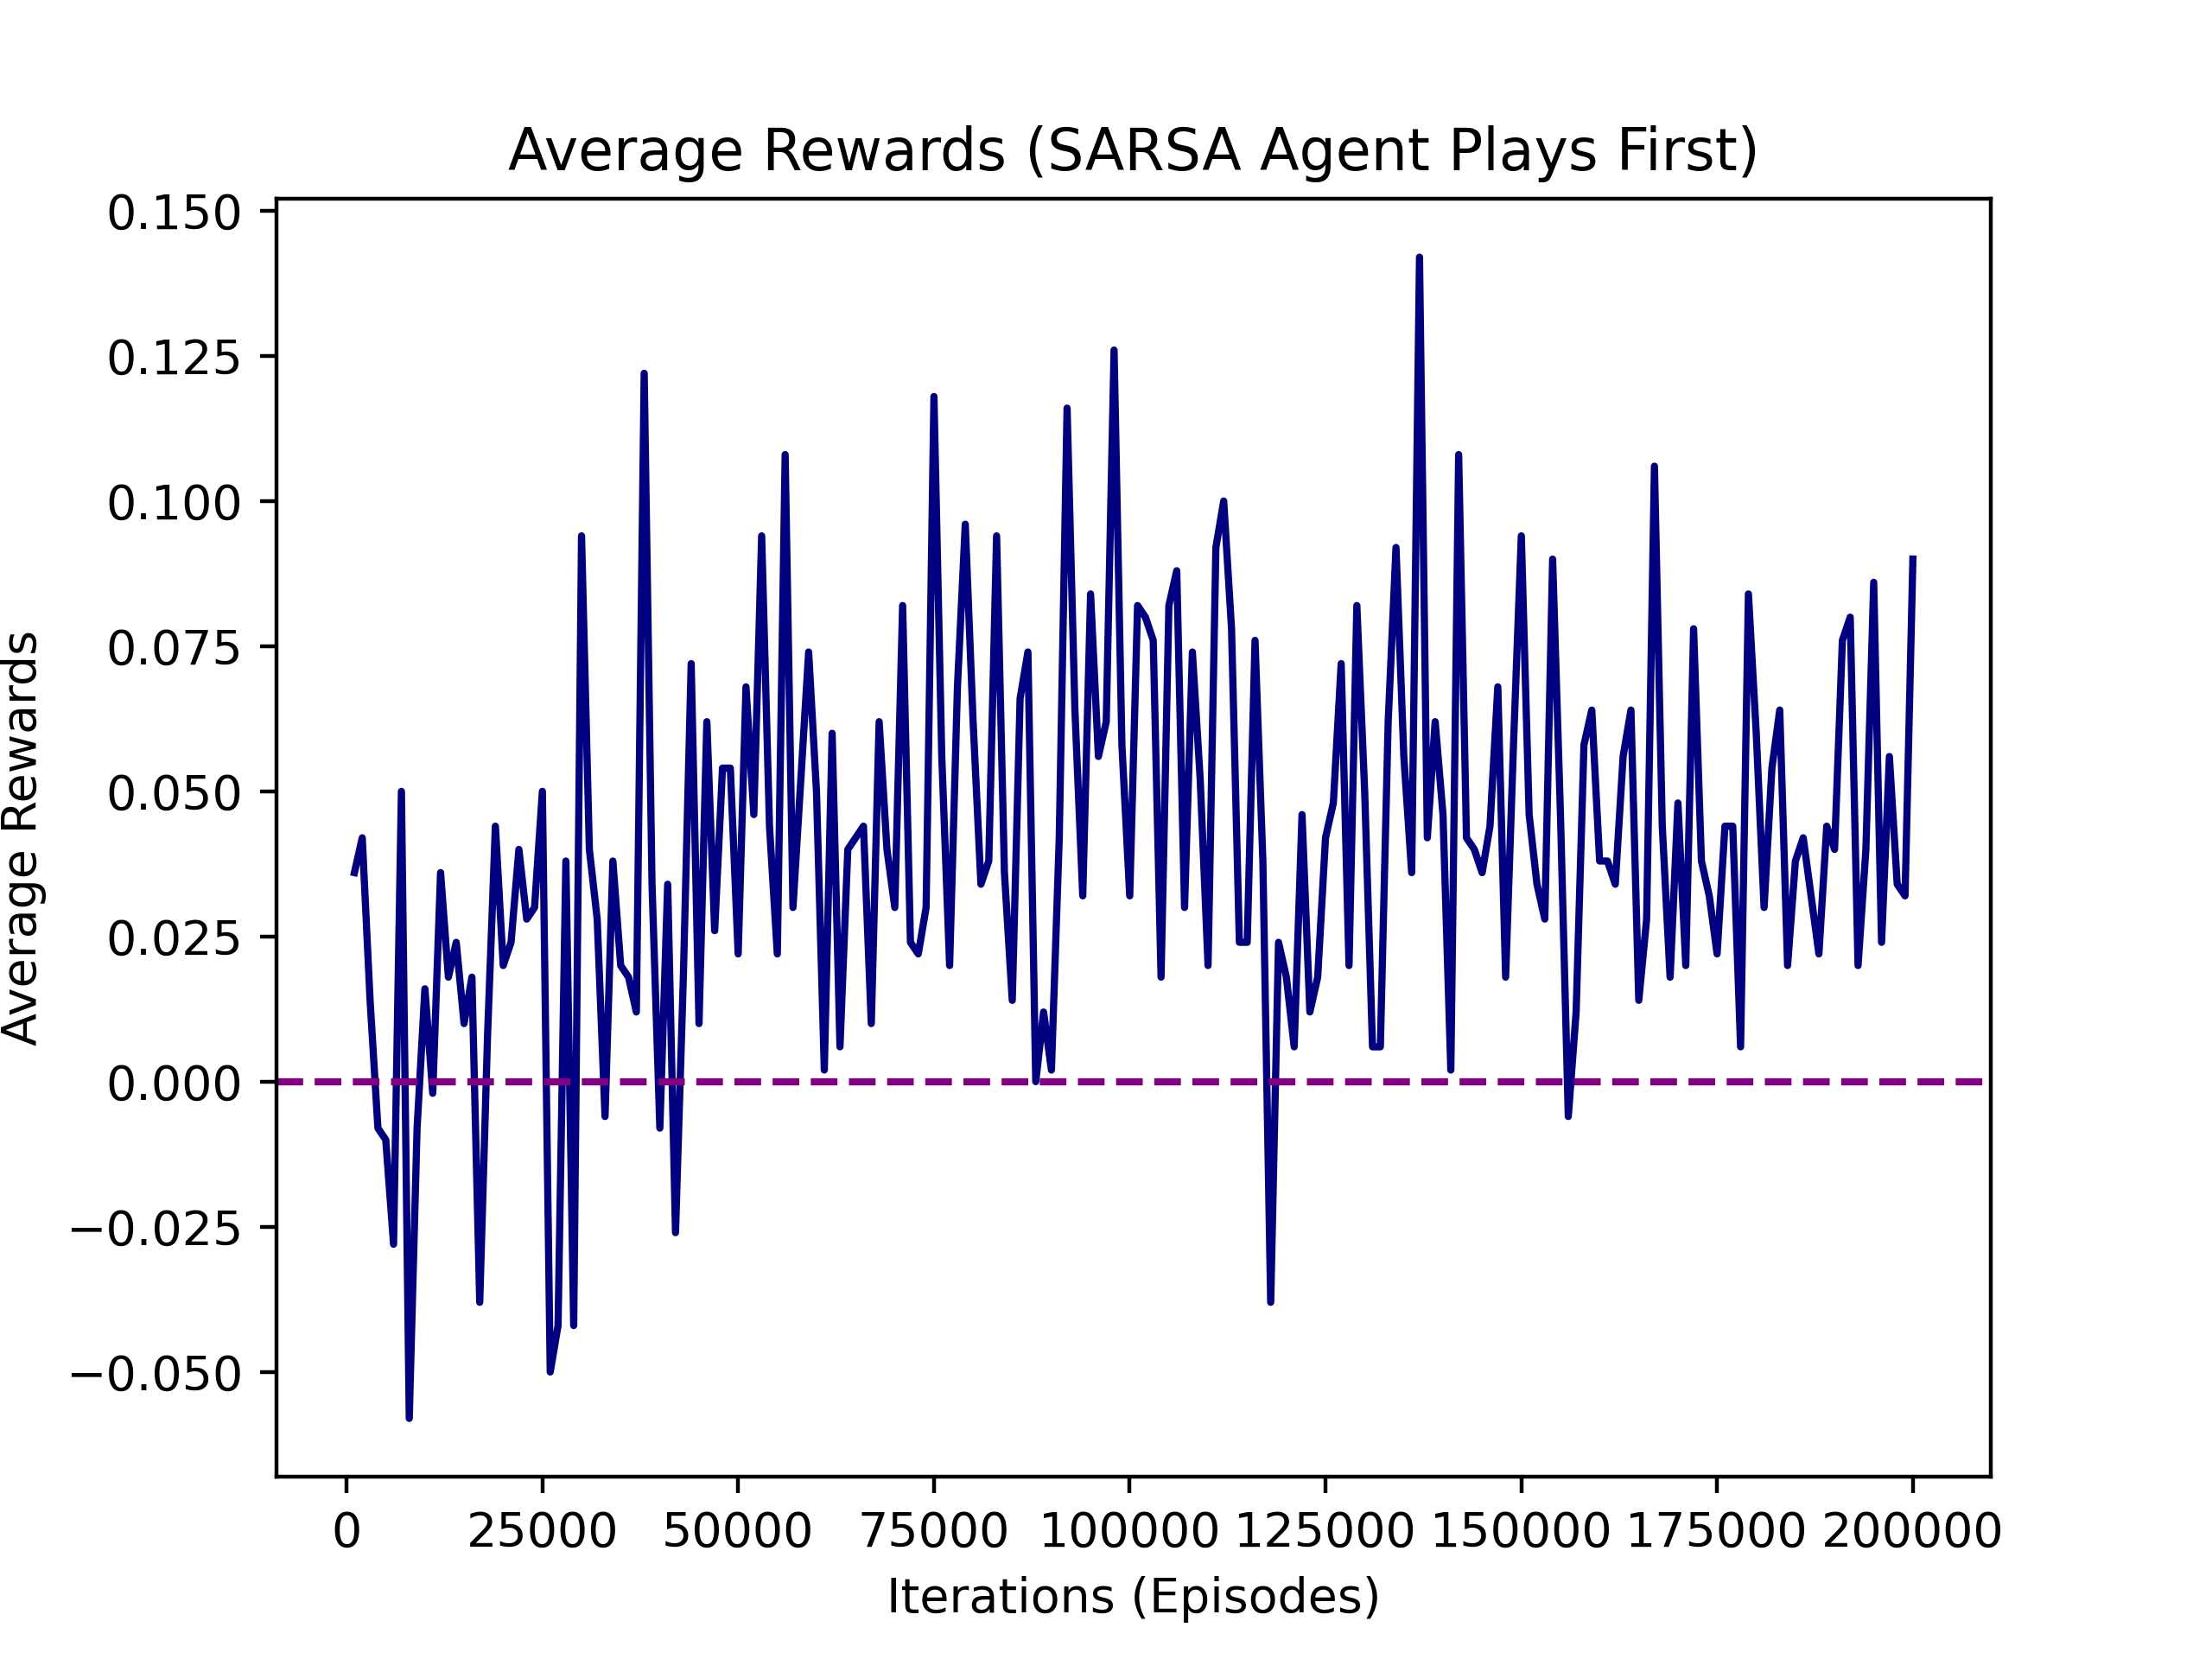 Average Rewards (SARSA Agent Plays First)
0.150
0.125
0.100
0.075
0.050
0.025
0.000
−0.025
−0.050
Average Rewards
0 25000 50000 75000 100000 125000 150000 175000 200000
Iterations (Episodes)